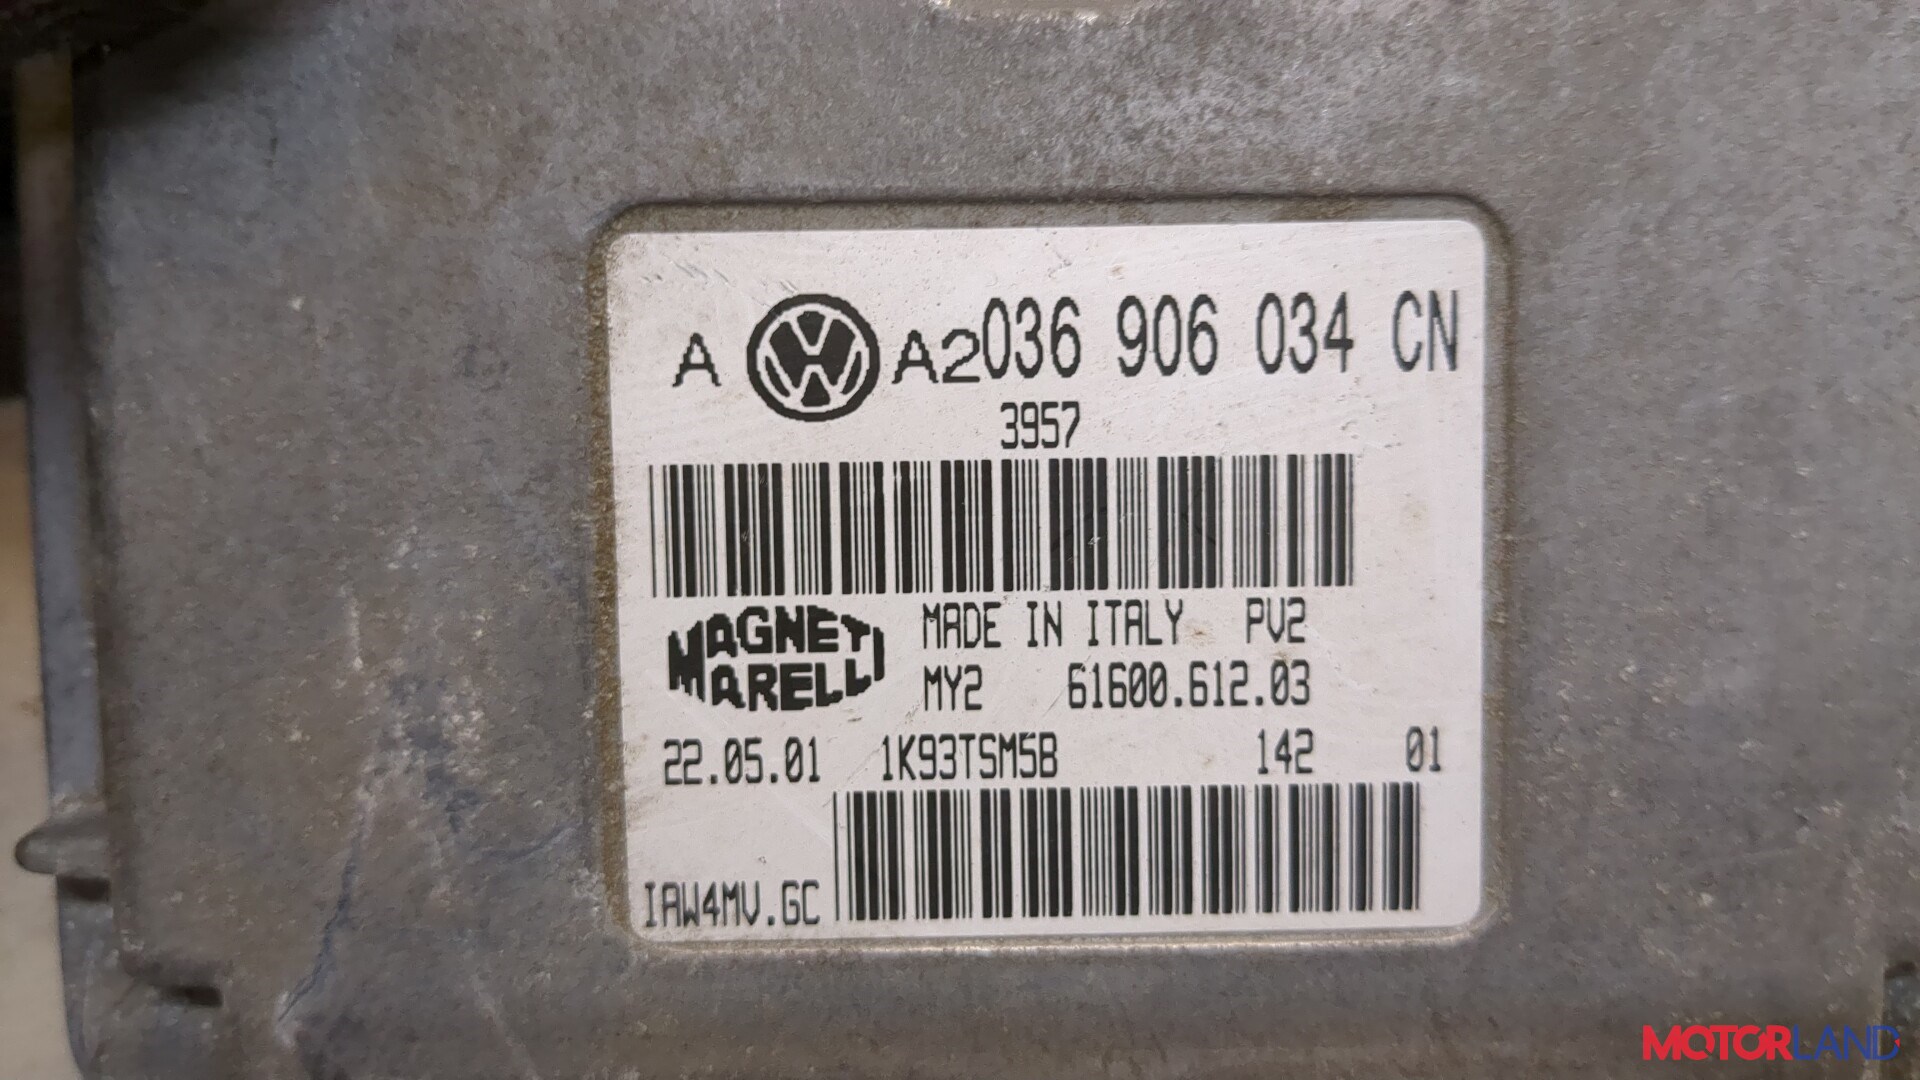 A VW A2 036 906 034 CN
3957
MAGNETI MARELLI
MADE IN ITALY PV2
MY2 61600.612.03
22.05.01 1K93TSM5B 142 01
IAW4MV.GC
MOTORLAND